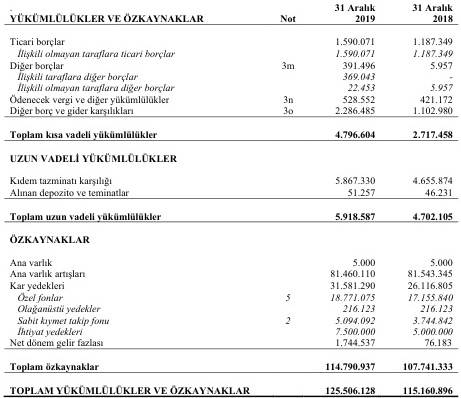 31 Aralık 31 Aralık
YÜKÜMLÜLÜKLER VE ÖZKAYNAKLAR Not 2019 2018
Ticari borçlar 1.590.071 1.187.349
İlişkili olmayan taraflara ticari borçlar 1.590.071 1.187.349
Diğer borçlar 3m 391.496 5.957
İlişkili taraflara diğer borçlar 369.043 -
İlişkili olmayan taraflara diğer borçlar 22.453 5.957
Ödenecek vergi ve diğer yükümlülükler 3n 528.552 421.172
Diğer borç ve gider karşılıkları 3o 2.286.485 1.102.980
Toplam kısa vadeli yükümlülükler 4.796.604 2.717.458
UZUN VADELİ YÜKÜMLÜLÜKLER
Kıdem tazminatı karşılığı 5.867.330 4.655.874
Alınan depozito ve teminatlar 51.257 46.231
Toplam uzun vadeli yükümlülükler 5.918.587 4.702.105
ÖZKAYNAKLAR
Ana varlık 5.000 5.000
Ana varlık artışları 81.460.110 81.543.345
Kar yedekleri 31.581.290 26.116.805
Özel fonlar 5 18.771.075 17.155.840
Olağanüstü yedekler 216.123 216.123
Sabit kıymet takip fonu 2 5.094.092 3.744.842
İhtiyat yedekleri 7.500.000 5.000.000
Net dönem gelir fazlası 1.744.537 76.183
Toplam özkaynaklar 114.790.937 107.741.333
TOPLAM YÜKÜMLÜLÜKLER VE ÖZKAYNAKLAR 125.506.128 115.160.896